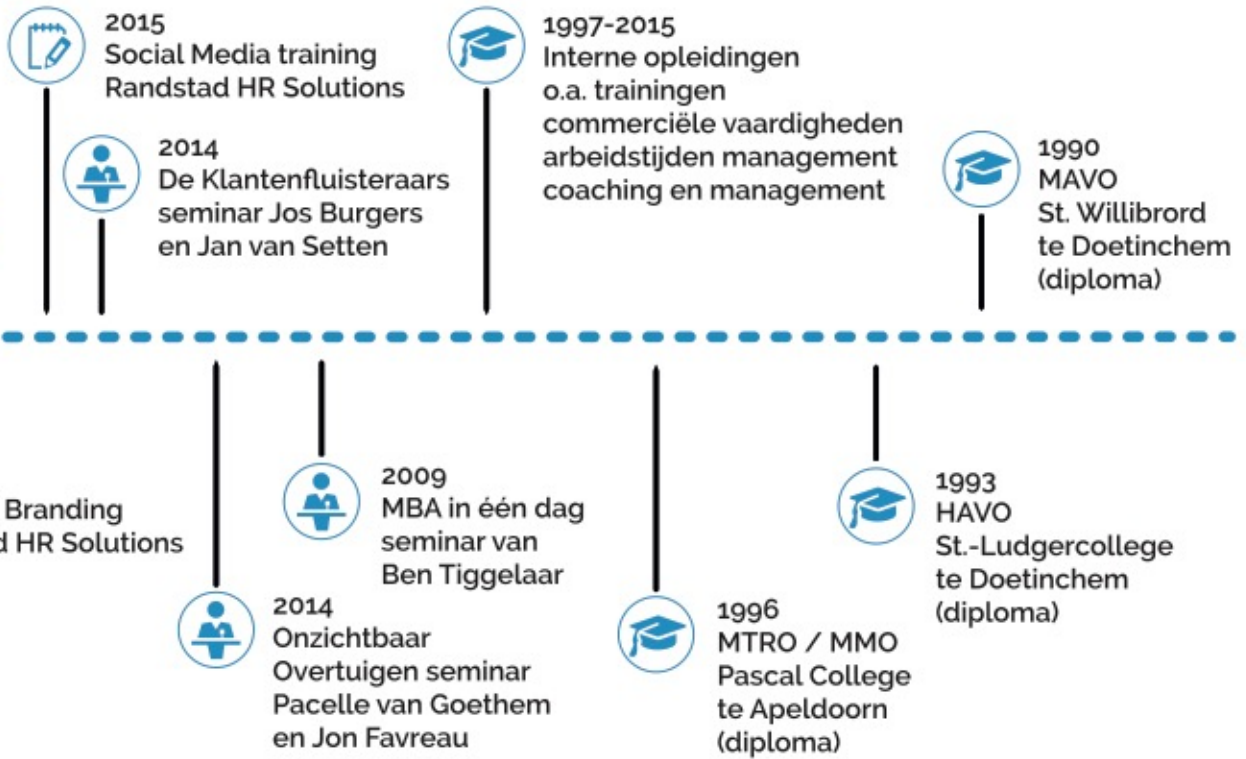 2015
Social Media training
Randstad HR Solutions
2014
De Klantenfluisteraars
seminar Jos Burgers
en Jan van Setten
1997-2015
Interne opleidingen
o.a. trainingen
commerciële vaardigheden
arbeidstijden management
coaching en management
1990
MAVO
St. Willibrord
te Doetinchem
(diploma)
Branding
HR Solutions
2014
Onzichtbaar
Overtuigen seminar
Pacelle van Goethem
en Jon Favreau
2009
MBA in één dag
seminar van
Ben Tiggelaar
1996
MTRO / MMO
Pascal College
te Apeldoorn
(diploma)
1993
HAVO
St.-Ludgercollege
te Doetinchem
(diploma)